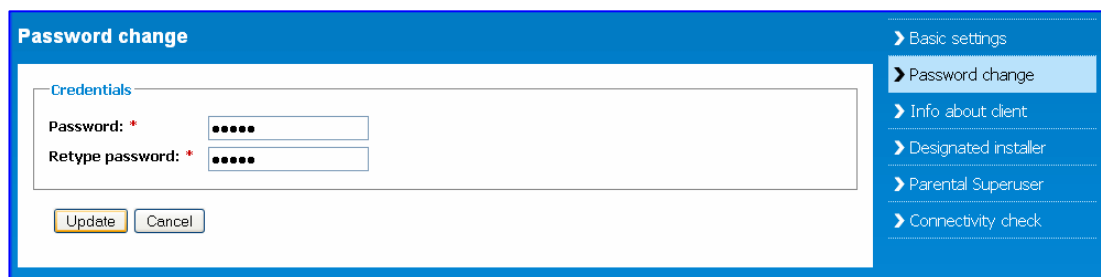 Password change
Credentials
Password: *
•••••
Retype password: *
•••••
Update
Cancel
Basic settings
Password change
Info about client
Designated installer
Parental Superuser
Connectivity check